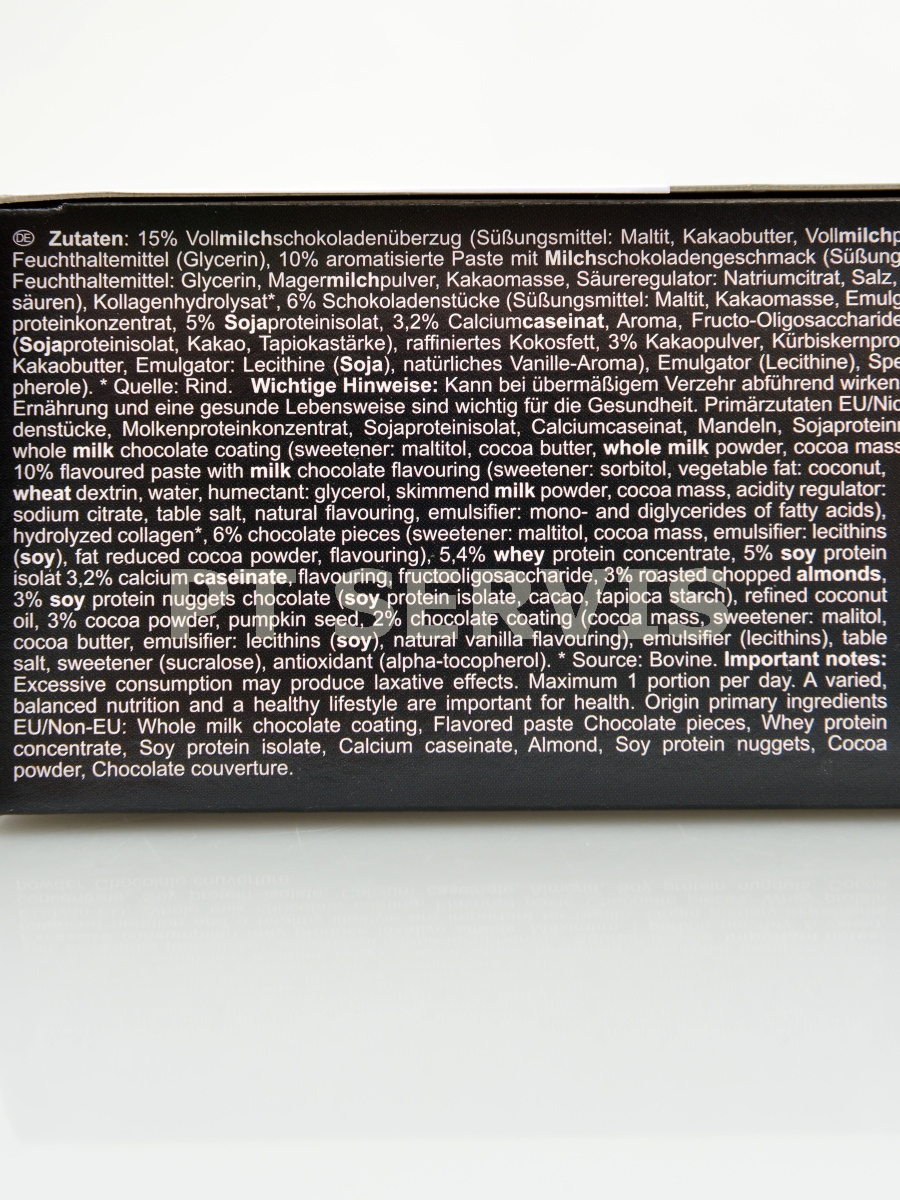 DE Zutaten: 15% Vollmilchschokoladenüberzug (Süßungsmittel: Maltit, Kakaobutter, Vollmilchp
Feuchthaltemittel (Glycerin), 10% aromatisierte Paste mit Milchschokoladengeschmack (Süßung
Feuchthaltemittel: Glycerin, Magermilchpulver, Kakaomasse, Säureregulator: Natriumcitrat, Salz,
säuren), Kollagenhydrolysat*, 6% Schokoladenstücke (Süßungsmittel: Maltit, Kakaomasse, Emulg
proteinkonzentrat, 5% Sojaproteinisolat, 3,2% Calciumcaseinat, Aroma, Fructo-Oligosaccharide
(Sojaproteinisolat, Kakao, Tapiokastärke), raffiniertes Kokosfett, 3% Kakaopulver, Kürbiskernpro
Kakaobutter, Emulgator: Lecithine (Soja), natürliches Vanille-Aroma), Emulgator (Lecithine), Spe
pherole). * Quelle: Rind. Wichtige Hinweise: Kann bei übermäßigem Verzehr abführend wirken
Ernährung und eine gesunde Lebensweise sind wichtig für die Gesundheit. Primärzutaten EU/Nic
denstücke, Molkenproteinkonzentrat, Sojaproteinisolat, Calciumcaseinat, Mandeln, Sojaproteinn
whole milk chocolate coating (sweetener: maltitol, cocoa butter, whole milk powder, cocoa mass
10% flavoured paste with milk chocolate flavouring (sweetener: sorbitol, vegetable fat: coconut,
wheat dextrin, water, humectant: glycerol, skimmend milk powder, cocoa mass, acidity regulator:
sodium citrate, table salt, natural flavouring, emulsifier: mono- and diglycerides of fatty acids),
hydrolyzed collagen*, 6% chocolate pieces (sweetener: maltitol, cocoa mass, emulsifier: lecithins
(soy), fat reduced cocoa powder, flavouring), 5,4% whey protein concentrate, 5% soy protein
isolat 3,2% calcium caseinate, flavouring, fructooligosaccharide, 3% roasted chopped almonds,
3% soy protein nuggets chocolate (soy protein isolate, cacao, tapioca starch), refined coconut
oil, 3% cocoa powder, pumpkin seed, 2% chocolate coating (cocoa mass, sweetener: malitol,
PT SERVIS
cocoa butter, emulsifier: lecithins (soy), natural vanilla flavouring), emulsifier (lecithins), table
salt, sweetener (sucralose), antioxidant (alpha-tocopherol). * Source: Bovine. Important notes:
Excessive consumption may produce laxative effects. Maximum 1 portion per day. A varied,
balanced nutrition and a healthy lifestyle are important for health. Origin primary ingredients
EU/Non-EU: Whole milk chocolate coating, Flavored paste Chocolate pieces, Whey protein
concentrate, Soy protein isolate, Calcium caseinate, Almond, Soy protein nuggets, Cocoa
powder, Chocolate couverture.